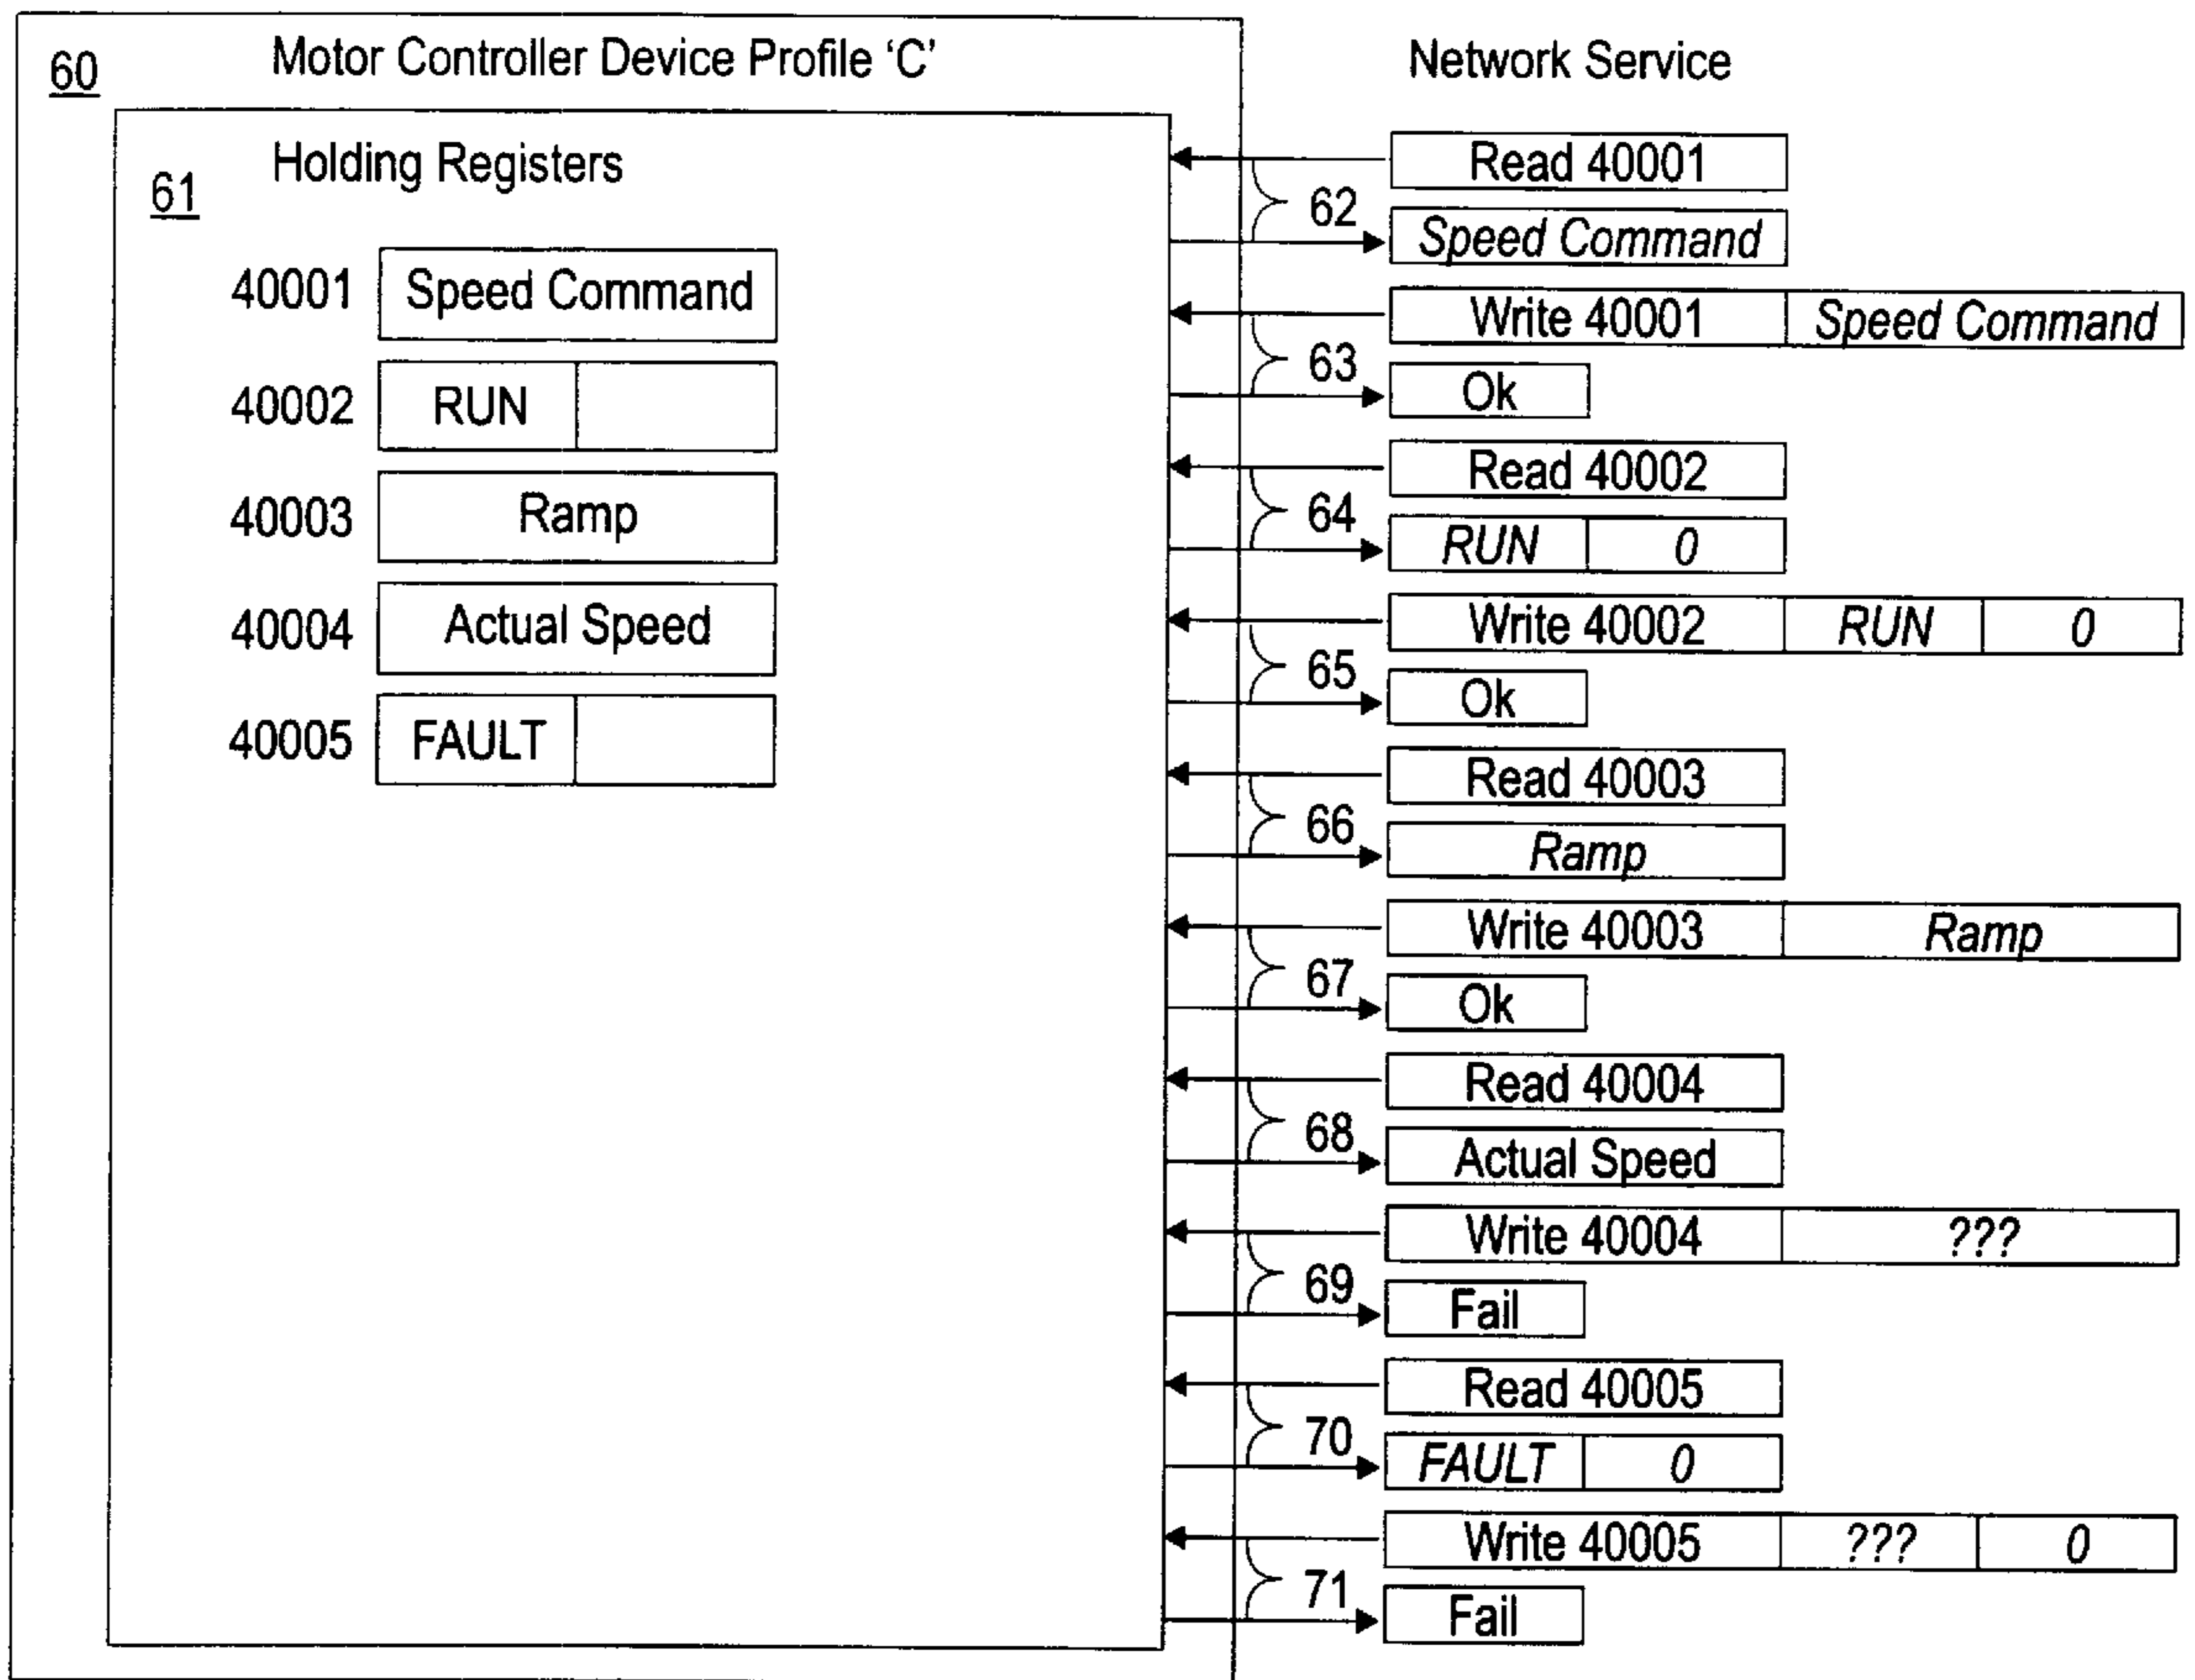 60 Motor Controller Device Profile ‘C’
61 Holding Registers
40001 Speed Command
40002 RUN
40003 Ramp
40004 Actual Speed
40005 FAULT
Network Service
Read 40001
62
Speed Command
Write 40001 Speed Command
63
Ok
Read 40002
64
RUN 0
Write 40002 RUN 0
65
Ok
Read 40003
66
Ramp
Write 40003 Ramp
67
Ok
Read 40004
68
Actual Speed
Write 40004 ???
69
Fail
Read 40005
70
FAULT 0
Write 40005 ??? 0
71
Fail